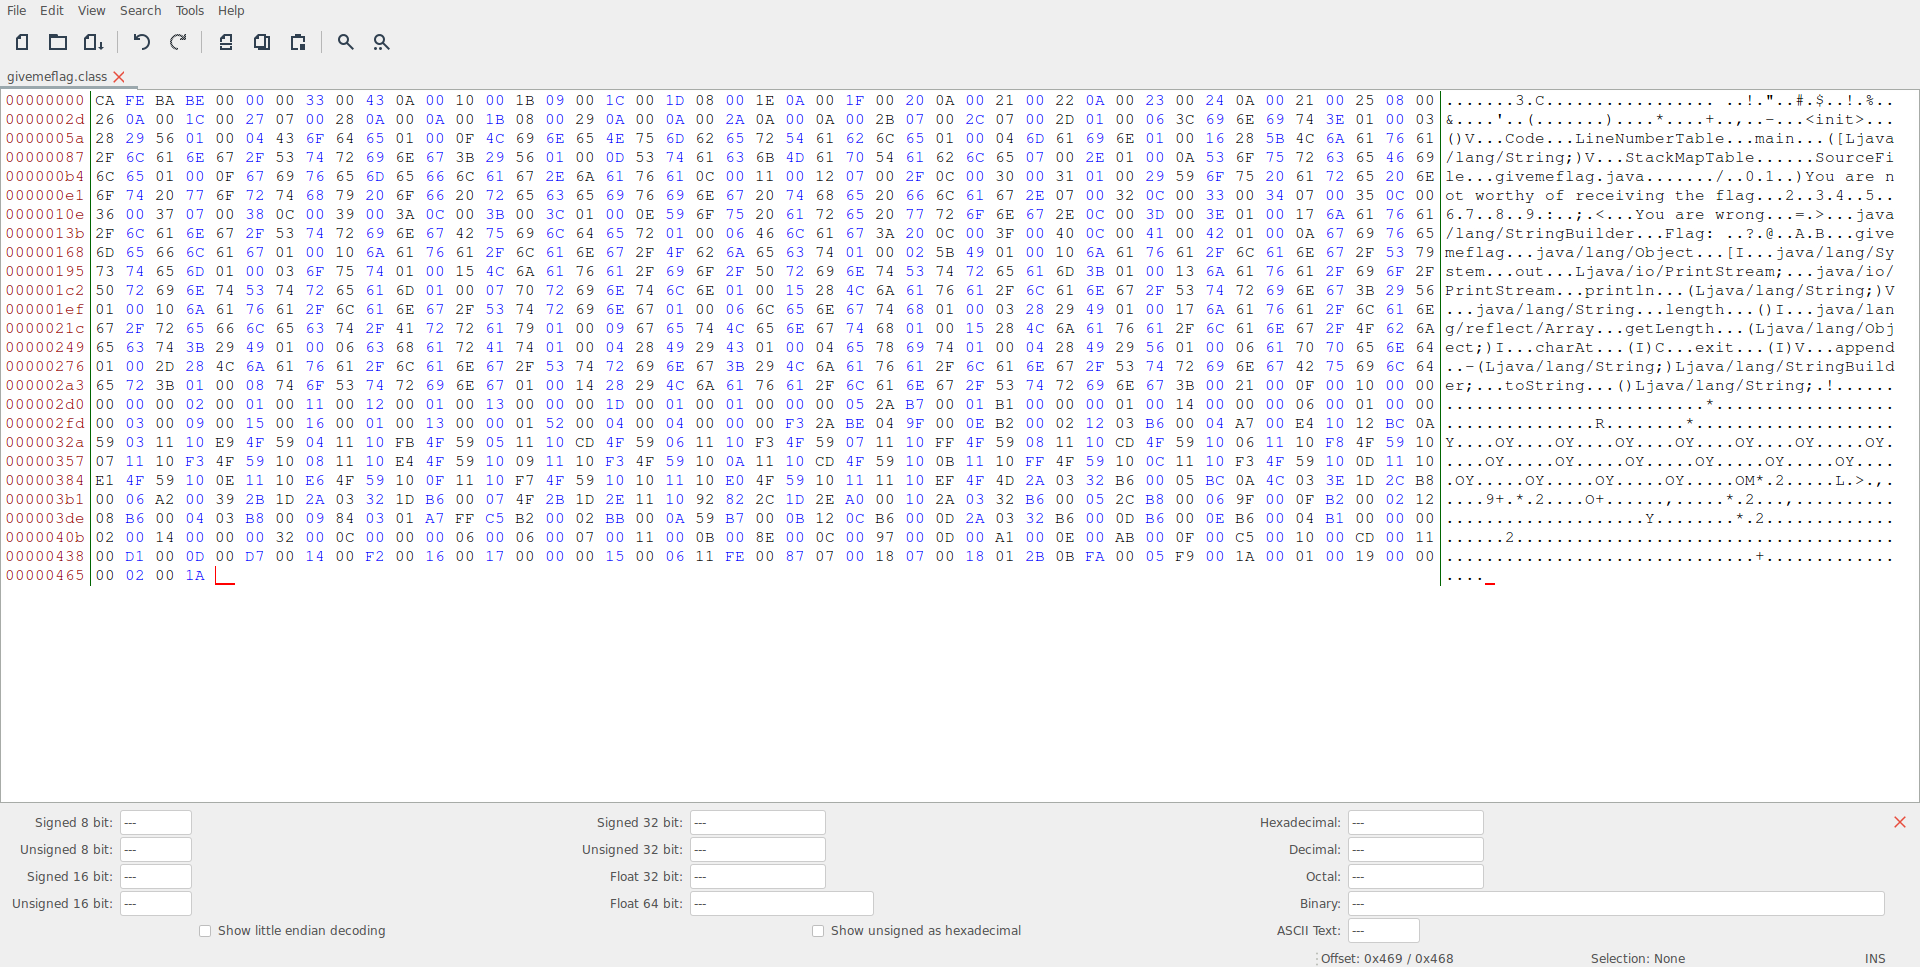 File Edit View Search Tools Help
givemeflag.class
00000000 CA FE BA BE 00 00 00 33 00 43 0A 00 10 00 1B 09 00 1C 00 1D 08 00 1E 0A 00 1F 00 20 0A 00 21 00 22 0A 00 23 00 24 0A 00 21 00 25 08 00 .......3.C................. ..!."..#.$..!.%..
0000002d 26 0A 00 1C 00 27 07 00 28 0A 00 0A 00 1B 08 00 29 0A 00 0A 00 2A 0A 00 0A 00 2B 07 00 2C 07 00 2D 01 00 06 3C 69 6E 69 74 3E 01 00 03 &....'..(.......)....*....+..,..-...<init>...
0000005a 28 29 56 01 00 04 43 6F 64 65 01 00 0F 4C 69 6E 65 4E 75 6D 62 65 72 54 61 62 6C 65 01 00 04 6D 61 69 6E 01 00 16 28 5B 4C 6A 61 76 61 ()V...Code...LineNumberTable...main...([Ljava
00000087 2F 6C 61 6E 67 2F 53 74 72 69 6E 67 3B 29 56 01 00 0D 53 74 61 63 6B 4D 61 70 54 61 62 6C 65 07 00 2E 01 00 0A 53 6F 75 72 63 65 46 69 /lang/String;)V...StackMapTable......SourceFi
000000b4 6C 65 01 00 0F 67 69 76 65 6D 65 66 6C 61 67 2E 6A 61 76 61 0C 00 11 00 12 07 00 2F 0C 00 30 00 31 01 00 29 59 6F 75 20 61 72 65 20 6E le...givemeflag.java......./..0.1..)You are n
000000e1 6F 74 20 77 6F 72 74 68 79 20 6F 66 20 72 65 63 65 69 76 69 6E 67 20 74 68 65 20 66 6C 61 67 2E 07 00 32 0C 00 33 00 34 07 00 35 0C 00 ot worthy of receiving the flag...2..3.4..5..
0000010e 36 00 37 07 00 38 0C 00 39 00 3A 0C 00 3B 00 3C 01 00 0E 59 6F 75 20 61 72 65 20 77 72 6F 6E 67 2E 0C 00 3D 00 3E 01 00 17 6A 61 76 61 6.7..8..9.:..;.<...You are wrong...=.>...java
0000013b 2F 6C 61 6E 67 2F 53 74 72 69 6E 67 42 75 69 6C 64 65 72 01 00 06 46 6C 61 67 3A 20 0C 00 3F 00 40 0C 00 41 00 42 01 00 0A 67 69 76 65 /lang/StringBuilder...Flag: ..?.@..A.B...give
00000168 6D 65 66 6C 61 67 01 00 10 6A 61 76 61 2F 6C 61 6E 67 2F 4F 62 6A 65 63 74 01 00 02 5B 49 01 00 10 6A 61 76 61 2F 6C 61 6E 67 2F 53 79 meflag...java/lang/Object...[I...java/lang/Sy
00000195 73 74 65 6D 01 00 03 6F 75 74 01 00 15 4C 6A 61 76 61 2F 69 6F 2F 50 72 69 6E 74 53 74 72 65 61 6D 3B 01 00 13 6A 61 76 61 2F 69 6F 2F stem...out...Ljava/io/PrintStream;...java/io/
000001c2 50 72 69 6E 74 53 74 72 65 61 6D 01 00 07 70 72 69 6E 74 6C 6E 01 00 15 28 4C 6A 61 76 61 2F 6C 61 6E 67 2F 53 74 72 69 6E 67 3B 29 56 PrintStream...println...(Ljava/lang/String;)V
000001ef 01 00 10 6A 61 76 61 2F 6C 61 6E 67 2F 53 74 72 69 6E 67 01 00 06 6C 65 6E 67 74 68 01 00 03 28 29 49 01 00 17 6A 61 76 61 2F 6C 61 6E ...java/lang/String...length...()I...java/lan
0000021c 67 2F 72 65 66 6C 65 63 74 2F 41 72 72 61 79 01 00 09 67 65 74 4C 65 6E 67 74 68 01 00 15 28 4C 6A 61 76 61 2F 6C 61 6E 67 2F 4F 62 6A g/reflect/Array...getLength...(Ljava/lang/Obj
00000249 65 63 74 3B 29 49 01 00 06 63 68 61 72 41 74 01 00 04 28 49 29 43 01 00 04 65 78 69 74 01 00 04 28 49 29 56 01 00 06 61 70 70 65 6E 64 ect;)I...charAt...(I)C...exit...(I)V...append
00000276 01 00 2D 28 4C 6A 61 76 61 2F 6C 61 6E 67 2F 53 74 72 69 6E 67 3B 29 4C 6A 61 76 61 2F 6C 61 6E 67 2F 53 74 72 69 6E 67 42 75 69 6C 64 ..-(Ljava/lang/String;)Ljava/lang/StringBuild
000002a3 65 72 3B 01 00 08 74 6F 53 74 72 69 6E 67 01 00 14 28 29 4C 6A 61 76 61 2F 6C 61 6E 67 2F 53 74 72 69 6E 67 3B 00 21 00 0F 00 10 00 00 er;...toString...()Ljava/lang/String;.!......
000002d0 00 00 00 02 00 01 00 11 00 12 00 01 00 13 00 00 00 1D 00 01 00 01 00 00 00 05 2A B7 00 01 B1 00 00 00 01 00 14 00 00 00 06 00 01 00 00 ..........................*..................
000002fd 00 03 00 09 00 15 00 16 00 01 00 13 00 00 01 52 00 04 00 04 00 00 00 F3 2A BE 04 9F 00 0E B2 00 02 12 03 B6 00 04 A7 00 E4 10 12 BC 0A ...............R........*....................
0000032a 59 03 11 10 E9 4F 59 04 11 10 FB 4F 59 05 11 10 CD 4F 59 06 11 10 F3 4F 59 07 11 10 FF 4F 59 08 11 10 CD 4F 59 10 06 11 10 F8 4F 59 10 Y....OY....OY....OY....OY....OY....OY.....OY.
00000357 07 11 10 F3 4F 59 10 08 11 10 E4 4F 59 10 09 11 10 F3 4F 59 10 0A 11 10 CD 4F 59 10 0B 11 10 FF 4F 59 10 0C 11 10 F3 4F 59 10 0D 11 10 ....OY.....OY.....OY.....OY.....OY.....OY....
00000384 E1 4F 59 10 0E 11 10 E6 4F 59 10 0F 11 10 F7 4F 59 10 10 11 10 E0 4F 59 10 11 11 10 EF 4F 4D 2A 03 32 B6 00 05 BC 0A 4C 03 3E 1D 2C B8 .OY.....OY.....OY.....OY.....OM*.2.....L.>.,.
000003b1 00 06 A2 00 39 2B 1D 2A 03 32 1D B6 00 07 4F 2B 1D 2E 11 10 92 82 2C 1D 2E A0 00 10 2A 03 32 B6 00 05 2C B8 00 06 9F 00 0F B2 00 02 12 ....9+.*.2....O+......,.....*.2...,..........
000003de 08 B6 00 04 03 B8 00 09 84 03 01 A7 FF C5 B2 00 02 BB 00 0A 59 B7 00 0B 12 0C B6 00 0D 2A 03 32 B6 00 0D B6 00 0E B6 00 04 B1 00 00 00 ....................Y........*.2.............
0000040b 02 00 14 00 00 00 32 00 0C 00 00 00 06 00 06 00 07 00 11 00 0B 00 8E 00 0C 00 97 00 0D 00 A1 00 0E 00 AB 00 0F 00 C5 00 10 00 CD 00 11 ......2......................................
00000438 00 D1 00 0D 00 D7 00 14 00 F2 00 16 00 17 00 00 00 15 00 06 11 FE 00 87 07 00 18 07 00 18 01 2B 0B FA 00 05 F9 00 1A 00 01 00 19 00 00 ...............................+.............
00000465 00 02 00 1A ....
Signed 8 bit: --- Signed 32 bit: --- Hexadecimal: ---
Unsigned 8 bit: --- Unsigned 32 bit: --- Decimal: ---
Signed 16 bit: --- Float 32 bit: --- Octal: ---
Unsigned 16 bit: --- Float 64 bit: --- Binary: ---
Show little endian decoding Show unsigned as hexadecimal ASCII Text: ---
Offset: 0x469 / 0x468 Selection: None INS